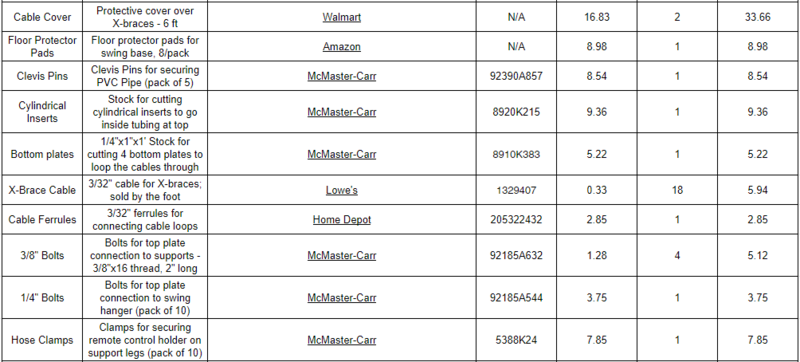 Cable Cover | Protective cover over X-braces - 6 ft | Walmart | N/A | 16.83 | 2 | 33.66
Floor Protector Pads | Floor protector pads for swing base, 8/pack | Amazon | N/A | 8.98 | 1 | 8.98
Clevis Pins | Clevis Pins for securing PVC Pipe (pack of 5) | McMaster-Carr | 92390A857 | 8.54 | 1 | 8.54
Cylindrical Inserts | Stock for cutting cylindrical inserts to go inside tubing at top | McMaster-Carr | 8920K215 | 9.36 | 1 | 9.36
Bottom plates | 1/4"x1"x1' Stock for cutting 4 bottom plates to loop the cables through | McMaster-Carr | 8910K383 | 5.22 | 1 | 5.22
X-Brace Cable | 3/32" cable for X-braces; sold by the foot | Lowe's | 1329407 | 0.33 | 18 | 5.94
Cable Ferrules | 3/32" ferrules for connecting cable loops | Home Depot | 205322432 | 2.85 | 1 | 2.85
3/8" Bolts | Bolts for top plate connection to supports - 3/8"x16 thread, 2" long | McMaster-Carr | 92185A632 | 1.28 | 4 | 5.12
1/4" Bolts | Bolts for top plate connection to swing hanger (pack of 10) | McMaster-Carr | 92185A544 | 3.75 | 1 | 3.75
Hose Clamps | Clamps for securing remote control holder on support legs (pack of 10) | McMaster-Carr | 5388K24 | 7.85 | 1 | 7.85